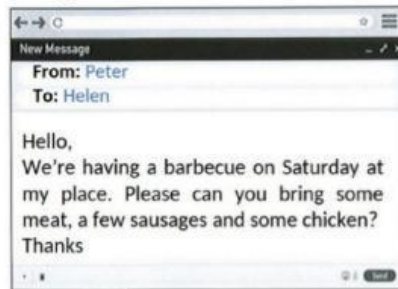 New Message
From: Peter
To: Helen
Hello,
We're having a barbecue on Saturday at
my place. Please can you bring some
meat, a few sausages and some chicken?
Thanks
Send